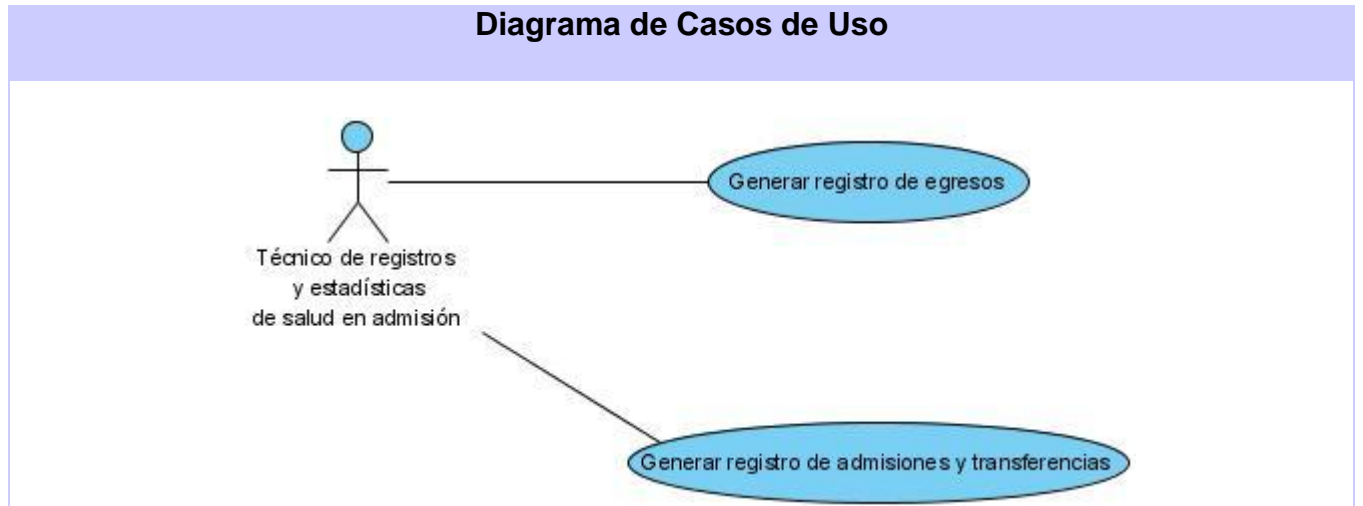 Diagrama de Casos de Uso
Generar registro de egresos
Técnico de registros
y estadísticas
de salud en admisión
Generar registro de admisiones y transferencias